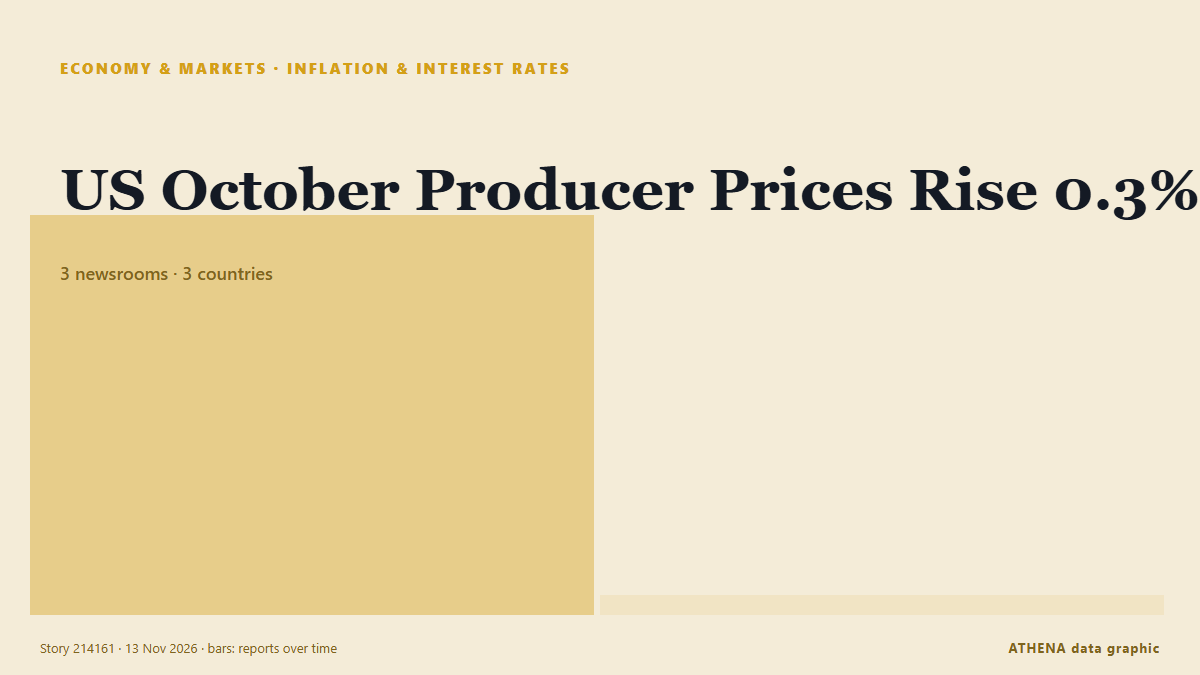 ECONOMY & MARKETS · INFLATION & INTEREST RATES
US October Producer Prices Rise 0.3%
3 newsrooms · 3 countries
Story 214161 · 13 Nov 2026 · bars: reports over time
ATHENA data graphic